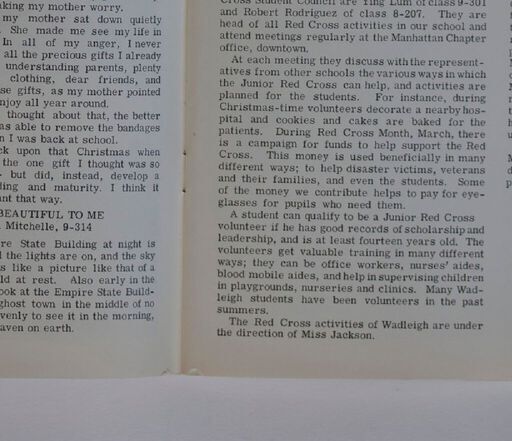 aking my mother worry.
my mother sat down quietly
She made me see my life in
In all of my anger, I never
all the precious gifts I already
understanding parents, plenty
clothing, dear friends, and
se gifts, as my mother pointed
enjoy all year around.
thought about that, the better
was able to remove the bandages
n I was back at school.
ck upon that Christmas when
the one gift I thought was so
but did, instead, develop a
ding and maturity. I think it
ant that way.
BEAUTIFUL TO ME
Mitchelle, 9-314
re State Building at night is
l the lights are on, and the sky
s like a picture like that of a
ld at rest. Also early in the
ook at the Empire State Build-
ghost town in the middle of no
venly to see it in the morning,
aven on earth.
Cross Student Council are Ying Lum of class 9-301
and Robert Rodriguez of class 8-207. They are
head of all Red Cross activities in our school and
attend meetings regularly at the Manhattan Chapter
office, downtown.
At each meeting they discuss with the represent-
atives from other schools the various ways in which
the Junior Red Cross can help, and activities are
planned for the students. For instance, during
Christmas-time volunteers decorate a nearby hos-
pital and cookies and cakes are baked for the
patients. During Red Cross Month, March, there
is a campaign for funds to help support the Red
Cross. This money is used beneficially in many
different ways; to help disaster victims, veterans
and their families, and even the students. Some
of the money we contribute helps to pay for eye-
glasses for pupils who need them.
A student can qualify to be a Junior Red Cross
volunteer if he has good records of scholarship and
leadership, and is at least fourteen years old. The
volunteers get valuable training in many different
ways; they can be office workers, nurses' aides,
blood mobile aides, and help in supervising children
in playgrounds, nurseries and clinics. Many Wad-
leigh students have been volunteers in the past
summers.
The Red Cross activities of Wadleigh are under
the direction of Miss Jackson.